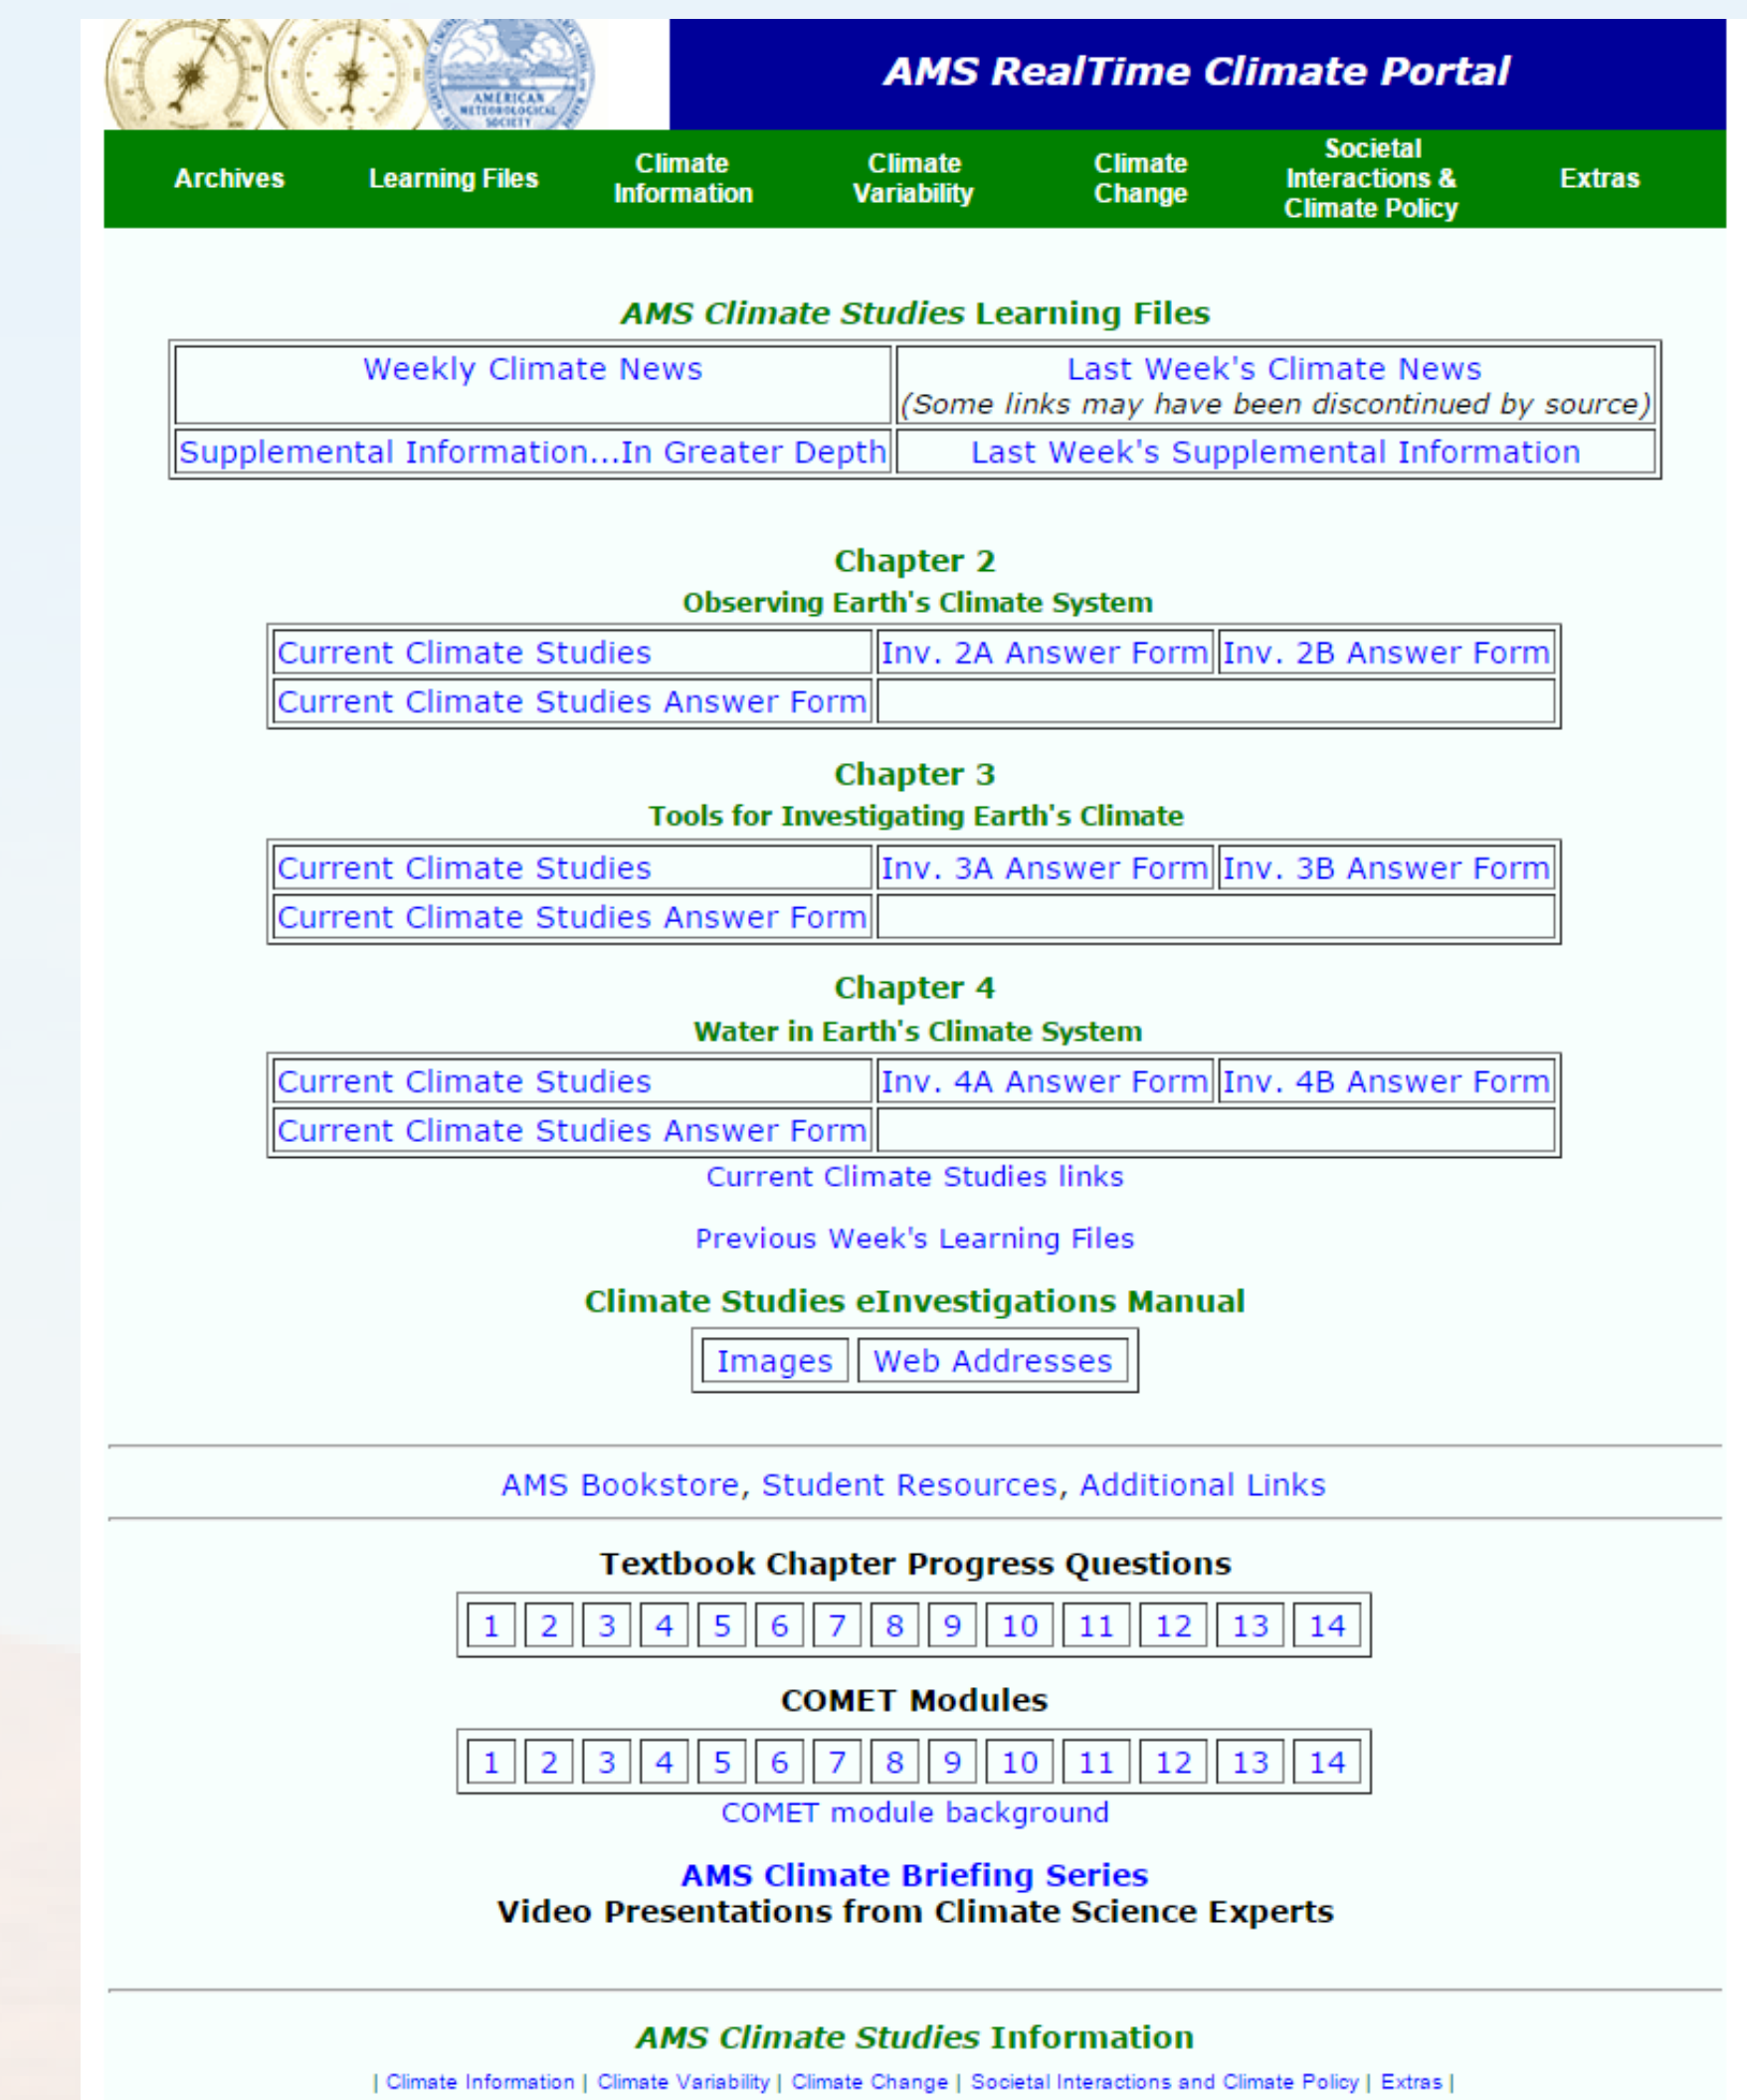 AMERICAN
METEOROLOGICAL
SOCIETY
AMS RealTime Climate Portal
Archives
Learning Files
Climate
Information
Climate
Variability
Climate
Change
Societal
Interactions &
Climate Policy
Extras
AMS Climate Studies Learning Files
Weekly Climate News
Last Week's Climate News
(Some links may have been discontinued by source)
Supplemental Information...In Greater Depth
Last Week's Supplemental Information
Chapter 2
Observing Earth's Climate System
Current Climate Studies
Inv. 2A Answer Form
Inv. 2B Answer Form
Current Climate Studies Answer Form
Chapter 3
Tools for Investigating Earth's Climate
Current Climate Studies
Inv. 3A Answer Form
Inv. 3B Answer Form
Current Climate Studies Answer Form
Chapter 4
Water in Earth's Climate System
Current Climate Studies
Inv. 4A Answer Form
Inv. 4B Answer Form
Current Climate Studies Answer Form
Current Climate Studies links
Previous Week's Learning Files
Climate Studies eInvestigations Manual
Images
Web Addresses
AMS Bookstore, Student Resources, Additional Links
Textbook Chapter Progress Questions
1 2 3 4 5 6 7 8 9 10 11 12 13 14
COMET Modules
1 2 3 4 5 6 7 8 9 10 11 12 13 14
COMET module background
AMS Climate Briefing Series
Video Presentations from Climate Science Experts
AMS Climate Studies Information
| Climate Information | Climate Variability | Climate Change | Societal Interactions and Climate Policy | Extras |